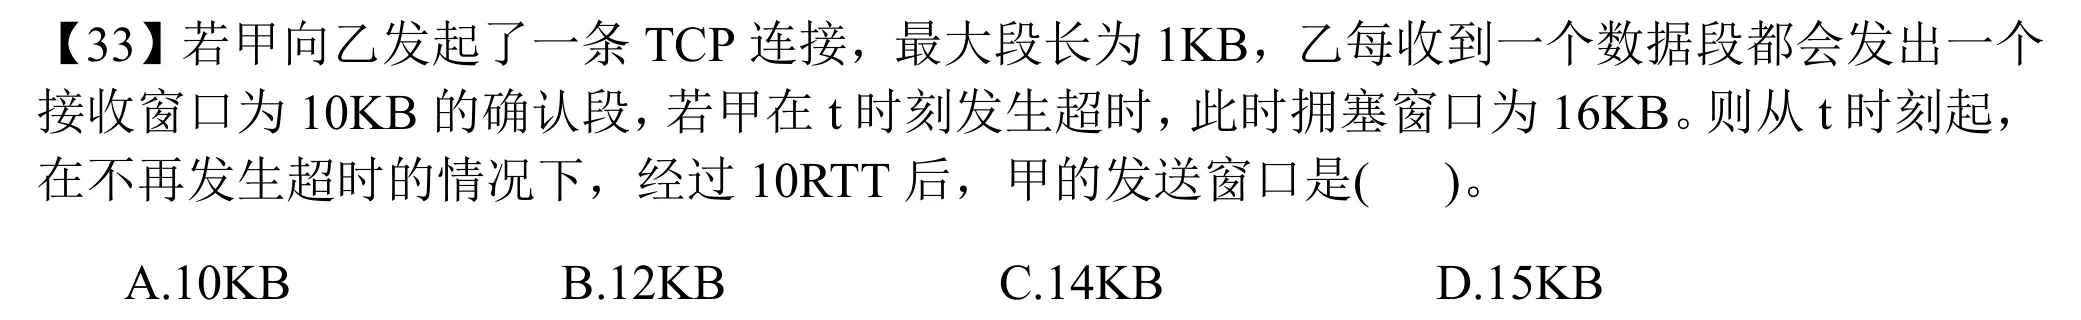 【33】若甲向乙发起了一条 TCP 连接，最大段长为 1KB，乙每收到一个数据段都会发出一个
接收窗口为 10KB 的确认段，若甲在 t 时刻发生超时，此时拥塞窗口为 16KB。则从 t 时刻起，
在不再发生超时的情况下，经过 10RTT 后，甲的发送窗口是(    )。
A.10KB    B.12KB    C.14KB    D.15KB